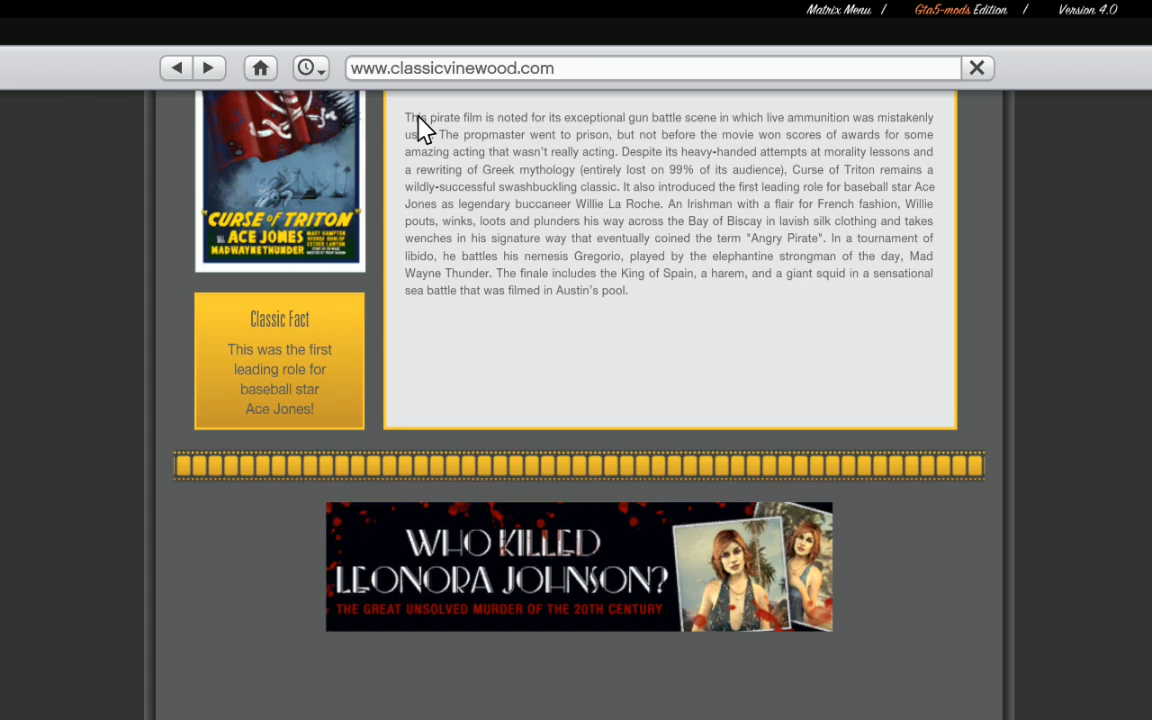 Matrix Menu / Gta5-mods Edition / Version 4.0
www.classicvinewood.com
This pirate film is noted for its exceptional gun battle scene in which live ammunition was mistakenly
The propmaster went to prison, but not before the movie won scores of awards for some
amazing acting that wasn't really acting. Despite its heavy-handed attempts at morality lessons and
a rewriting of Greek mythology (entirely lost on 99% of its audience), Curse of Triton remains a
wildly-successful swashbuckling classic. It also introduced the first leading role for baseball star Ace
Jones as legendary buccaneer Willie La Roche. An Irishman with a flair for French fashion, Willie
pouts, winks, loots and plunders his way across the Bay of Biscay in lavish silk clothing and takes
wenches in his signature way that eventually coined the term "Angry Pirate". In a tournament of
libido, he battles his nemesis Gregorio, played by the elephantine strongman of the day, Mad
Wayne Thunder. The finale includes the King of Spain, a harem, and a giant squid in a sensational
sea battle that was filmed in Austin's pool.
"CURSE OF TRITON"
ACE JONES
MAD WAYNE THUNDER
Classic Fact
This was the first
leading role for
baseball star
Ace Jones!
WHO KILLED
LEONORA JOHNSON?
THE GREAT UNSOLVED MURDER OF THE 20TH CENTURY